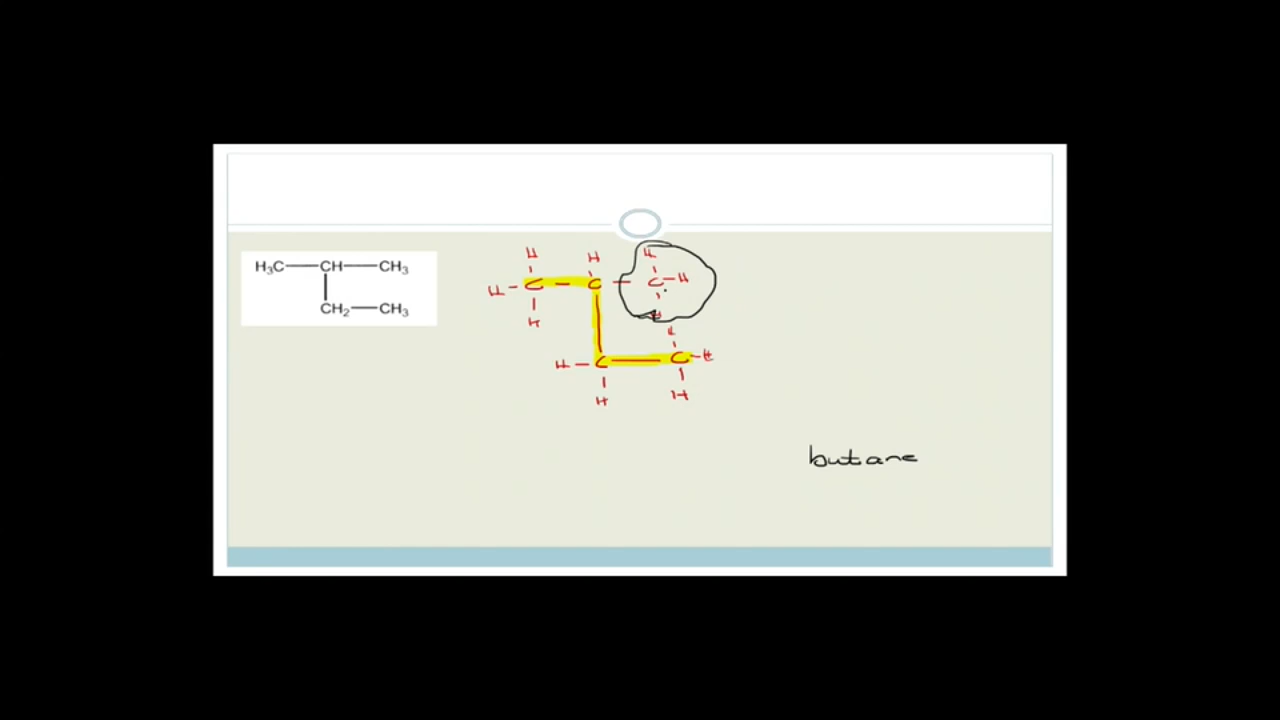 H₃C—CH—CH₃
CH₂—CH₃
H H H
H - C - C - C - H
H H
H - C - C - H
H H
butane